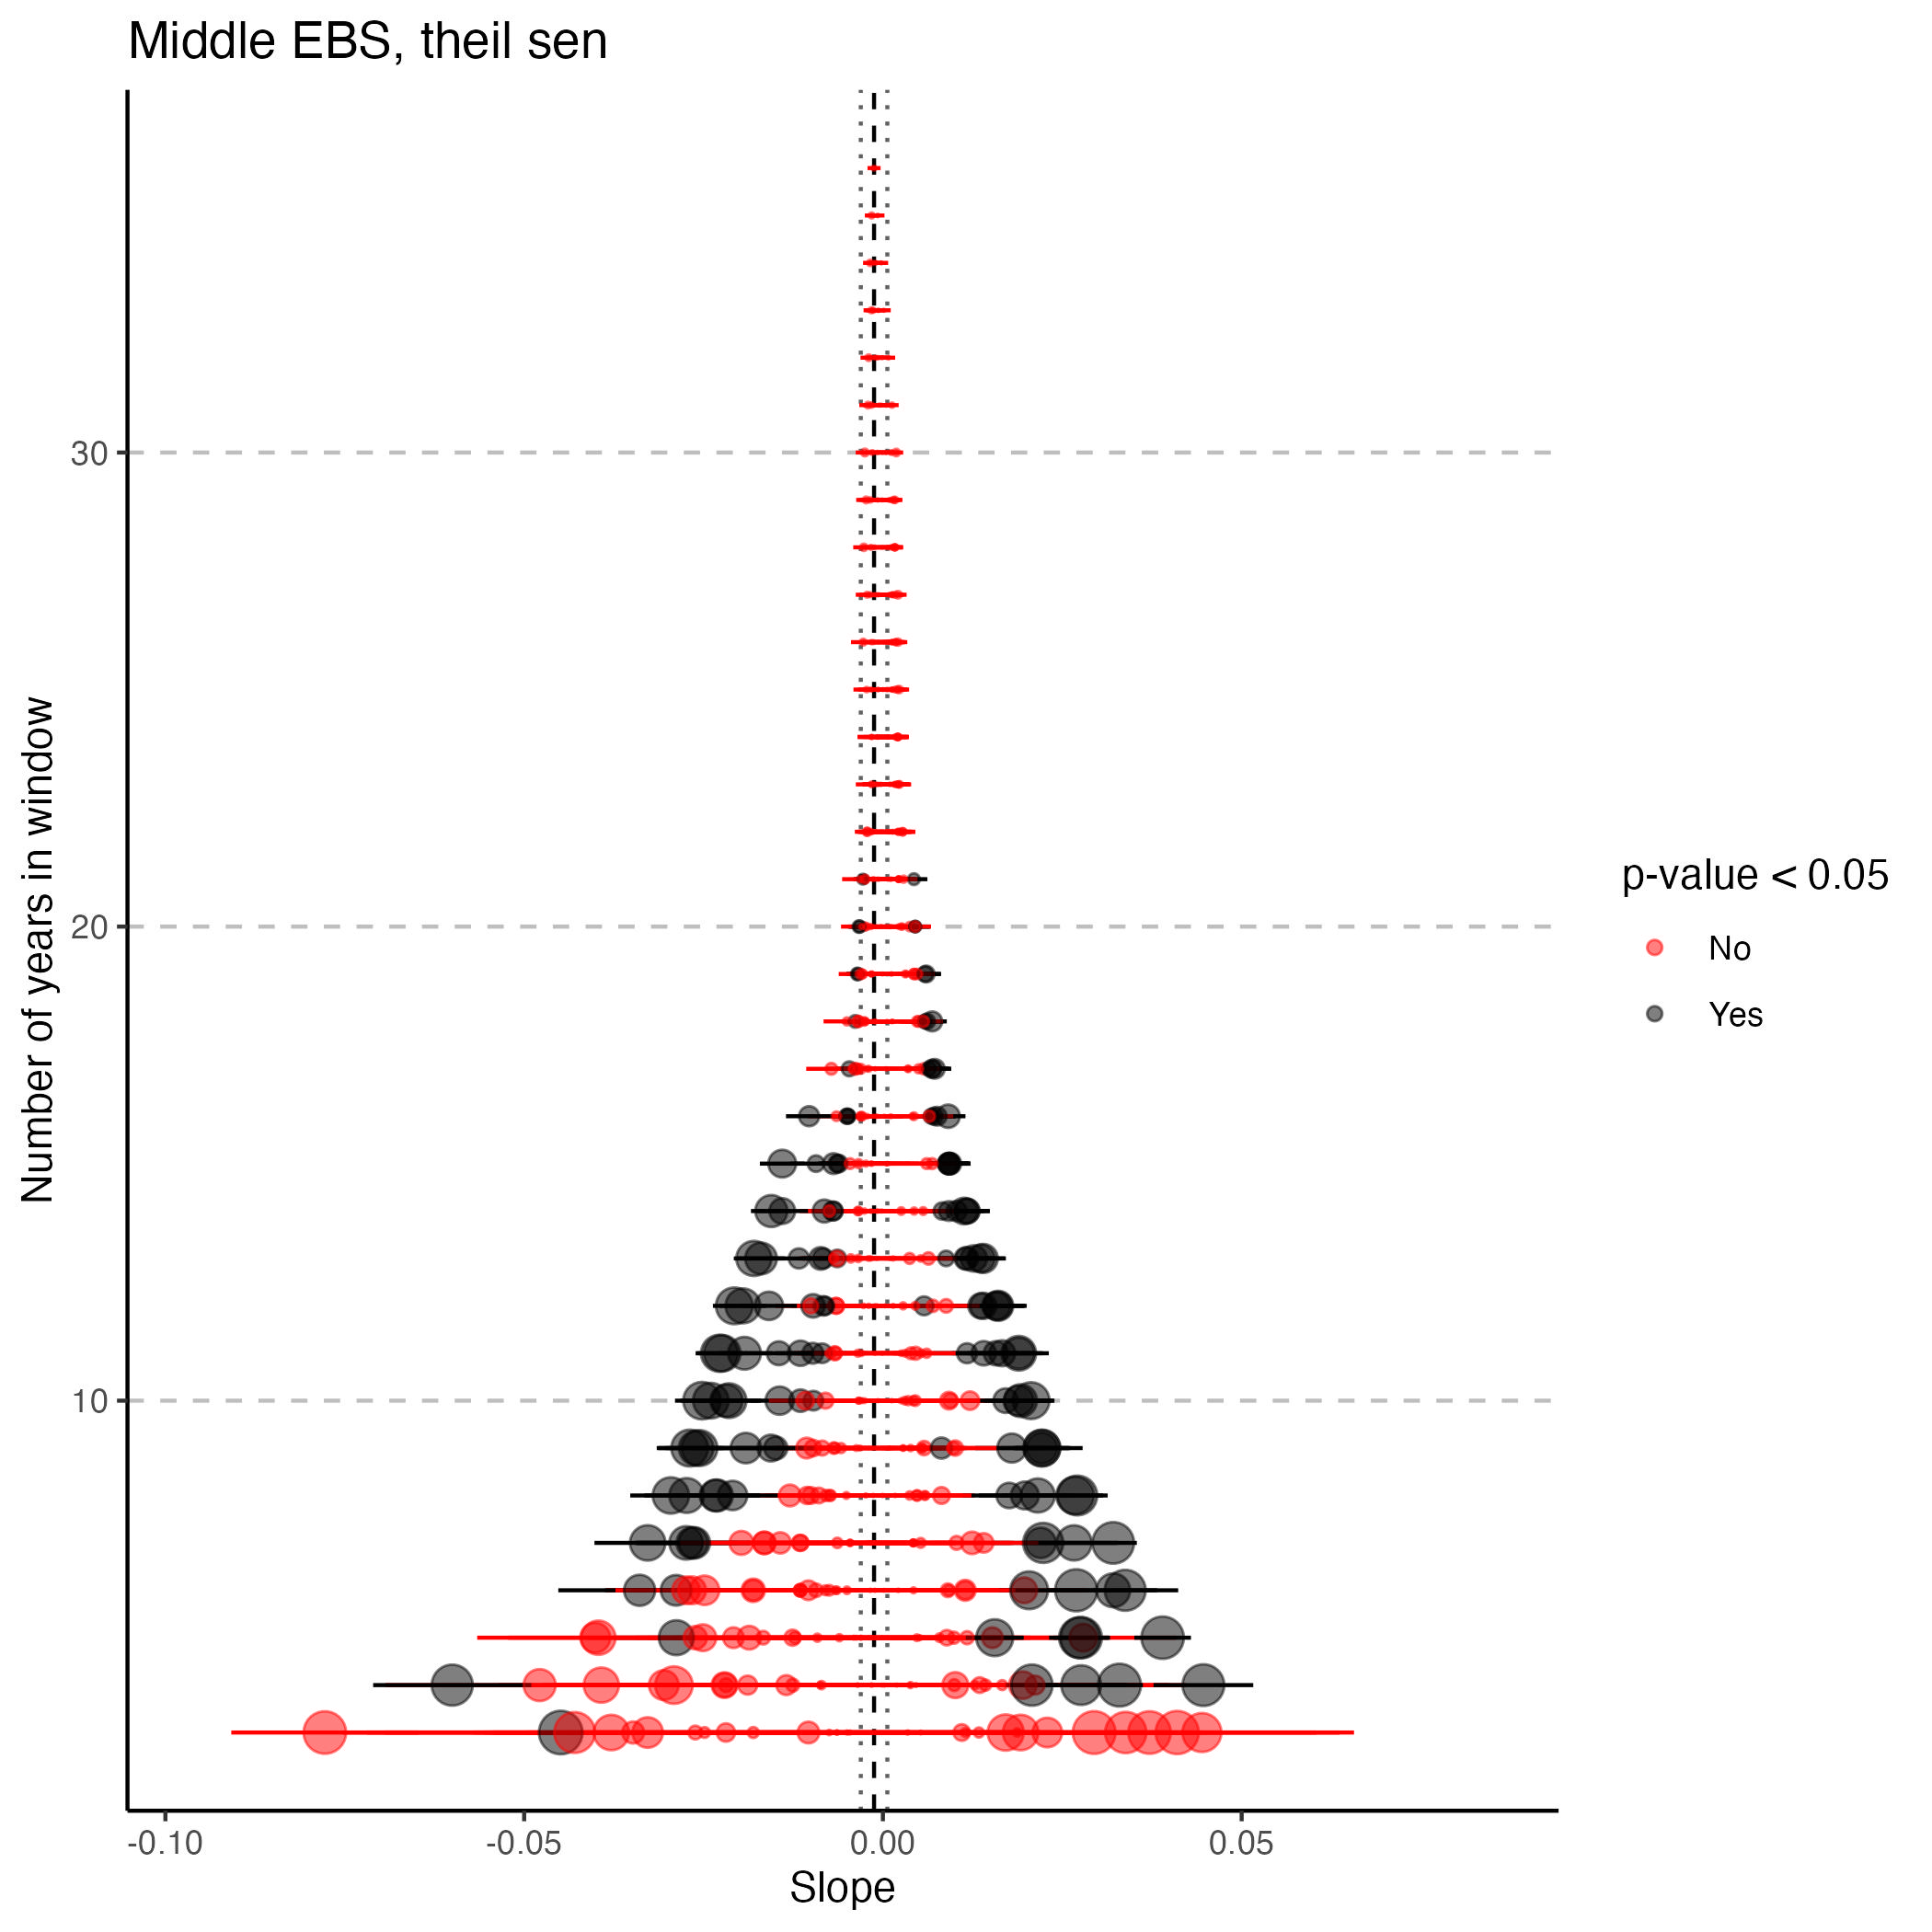 Middle EBS, theil sen
30
20
10
Number of years in window
-0.10
-0.05
0.00
0.05
Slope
p-value < 0.05
No
Yes